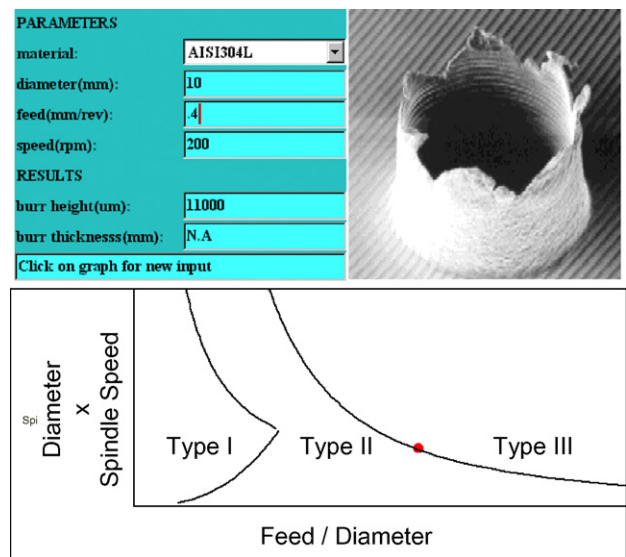 PARAMETERS
material: AISI304L
diameter(mm): 10
feed(mm/rev): .4
speed(rpm): 200
RESULTS
burr height(um): 11000
burr thicknesss(mm): N.A
Click on graph for new input
Spi
Diameter
x
Spindle Speed
Type I
Type II
Type III
Feed / Diameter